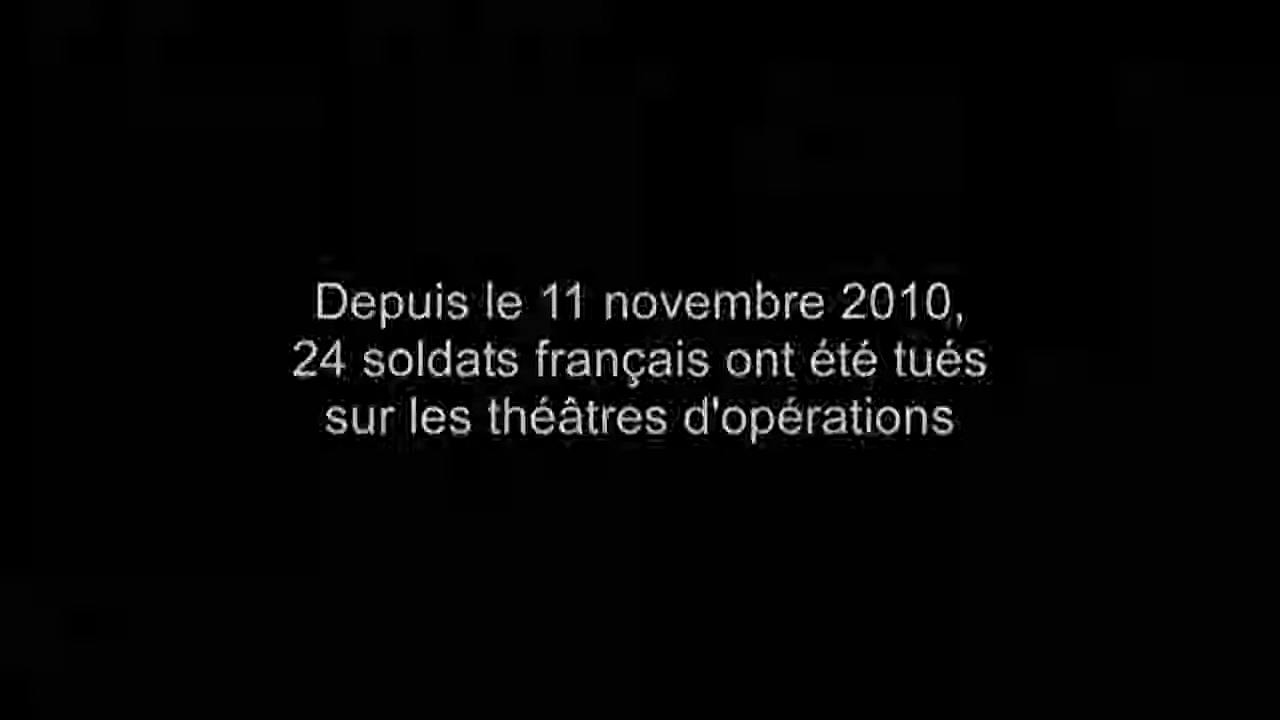 Depuis le 11 novembre 2010,
24 soldats français ont été tués
sur les théâtres d'opérations